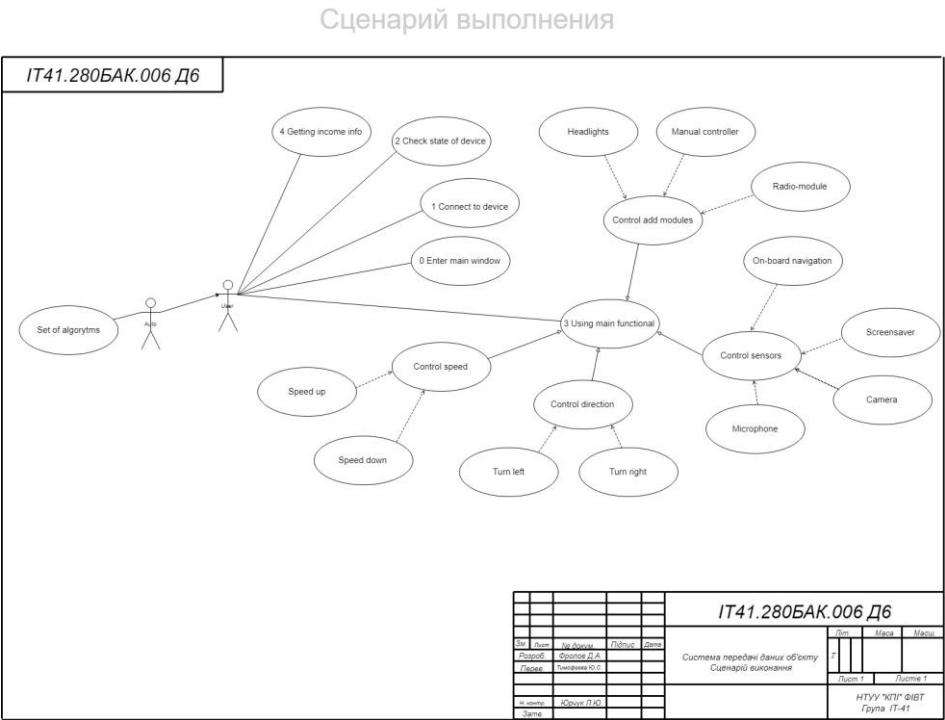 Сценарий выполнения
ІТ41.280БАК.006 Д6
4 Getting income info
2 Check state of device
1 Connect to device
0 Enter main window
Headlights
Manual controller
Radio-module
Control add modules
On-board navigation
User
Auto
Set of algorytms
3 Using main functional
Screensaver
Control sensors
Control speed
Speed up
Camera
Control direction
Microphone
Speed down
Turn left
Turn right
ІТ41.280БАК.006 Д6
Зм. Лист № докум. Підпис Дата
Розроб. Фролов Д.А.
Перев. Тимофєєва Ю.С.
Н. контр. Юрчук Л.Ю.
Затв.
Система передачі даних об'єкту
Сценарій виконання
Літ. Маса Масш.
Т
Лист 1 Листів 1
НТУУ "КПІ" ФІВТ
Група ІТ-41